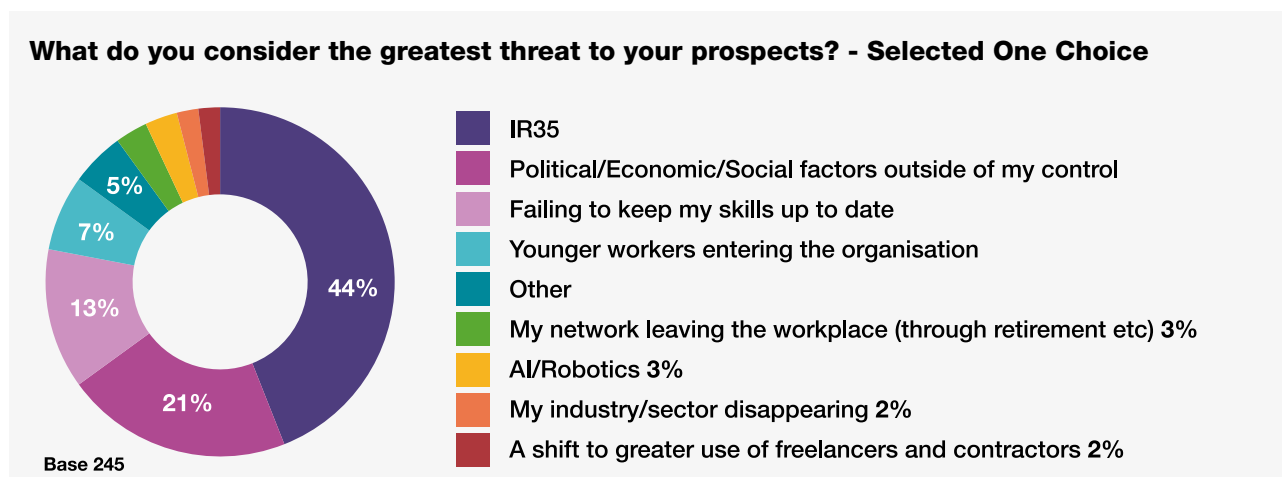 What do you consider the greatest threat to your prospects? - Selected One Choice
44%
21%
13%
7%
5%
Base 245
IR35
Political/Economic/Social factors outside of my control
Failing to keep my skills up to date
Younger workers entering the organisation
Other
My network leaving the workplace (through retirement etc) 3%
AI/Robotics 3%
My industry/sector disappearing 2%
A shift to greater use of freelancers and contractors 2%